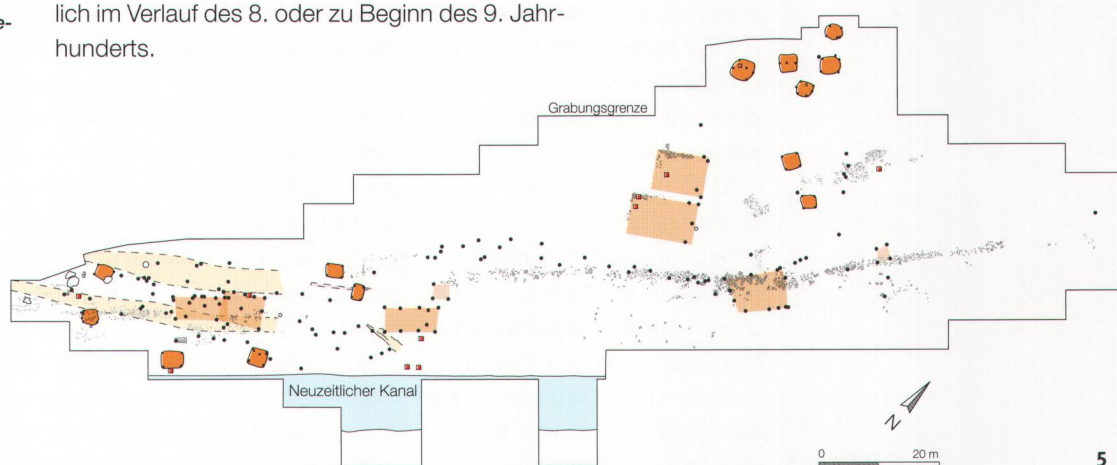 e-
lich im Verlauf des 8. oder zu Beginn des 9. Jahr-
hunderts.
Grabungsgrenze
Neuzeitlicher Kanal
N
0 20 m
5